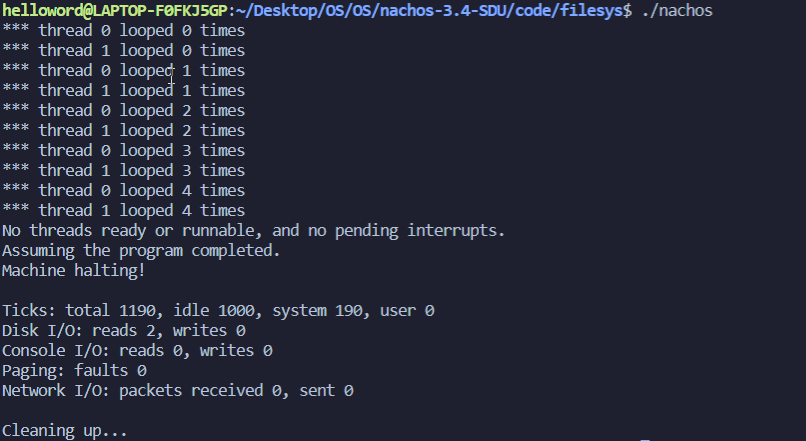 helloword@LAPTOP-F0FKJ5GP:~/Desktop/OS/OS/nachos-3.4-SDU/code/filesys$ ./nachos
*** thread 0 looped 0 times
*** thread 1 looped 0 times
*** thread 0 looped 1 times
*** thread 1 looped 1 times
*** thread 0 looped 2 times
*** thread 1 looped 2 times
*** thread 0 looped 3 times
*** thread 1 looped 3 times
*** thread 0 looped 4 times
*** thread 1 looped 4 times
No threads ready or runnable, and no pending interrupts.
Assuming the program completed.
Machine halting!

Ticks: total 1190, idle 1000, system 190, user 0
Disk I/O: reads 2, writes 0
Console I/O: reads 0, writes 0
Paging: faults 0
Network I/O: packets received 0, sent 0

Cleaning up...